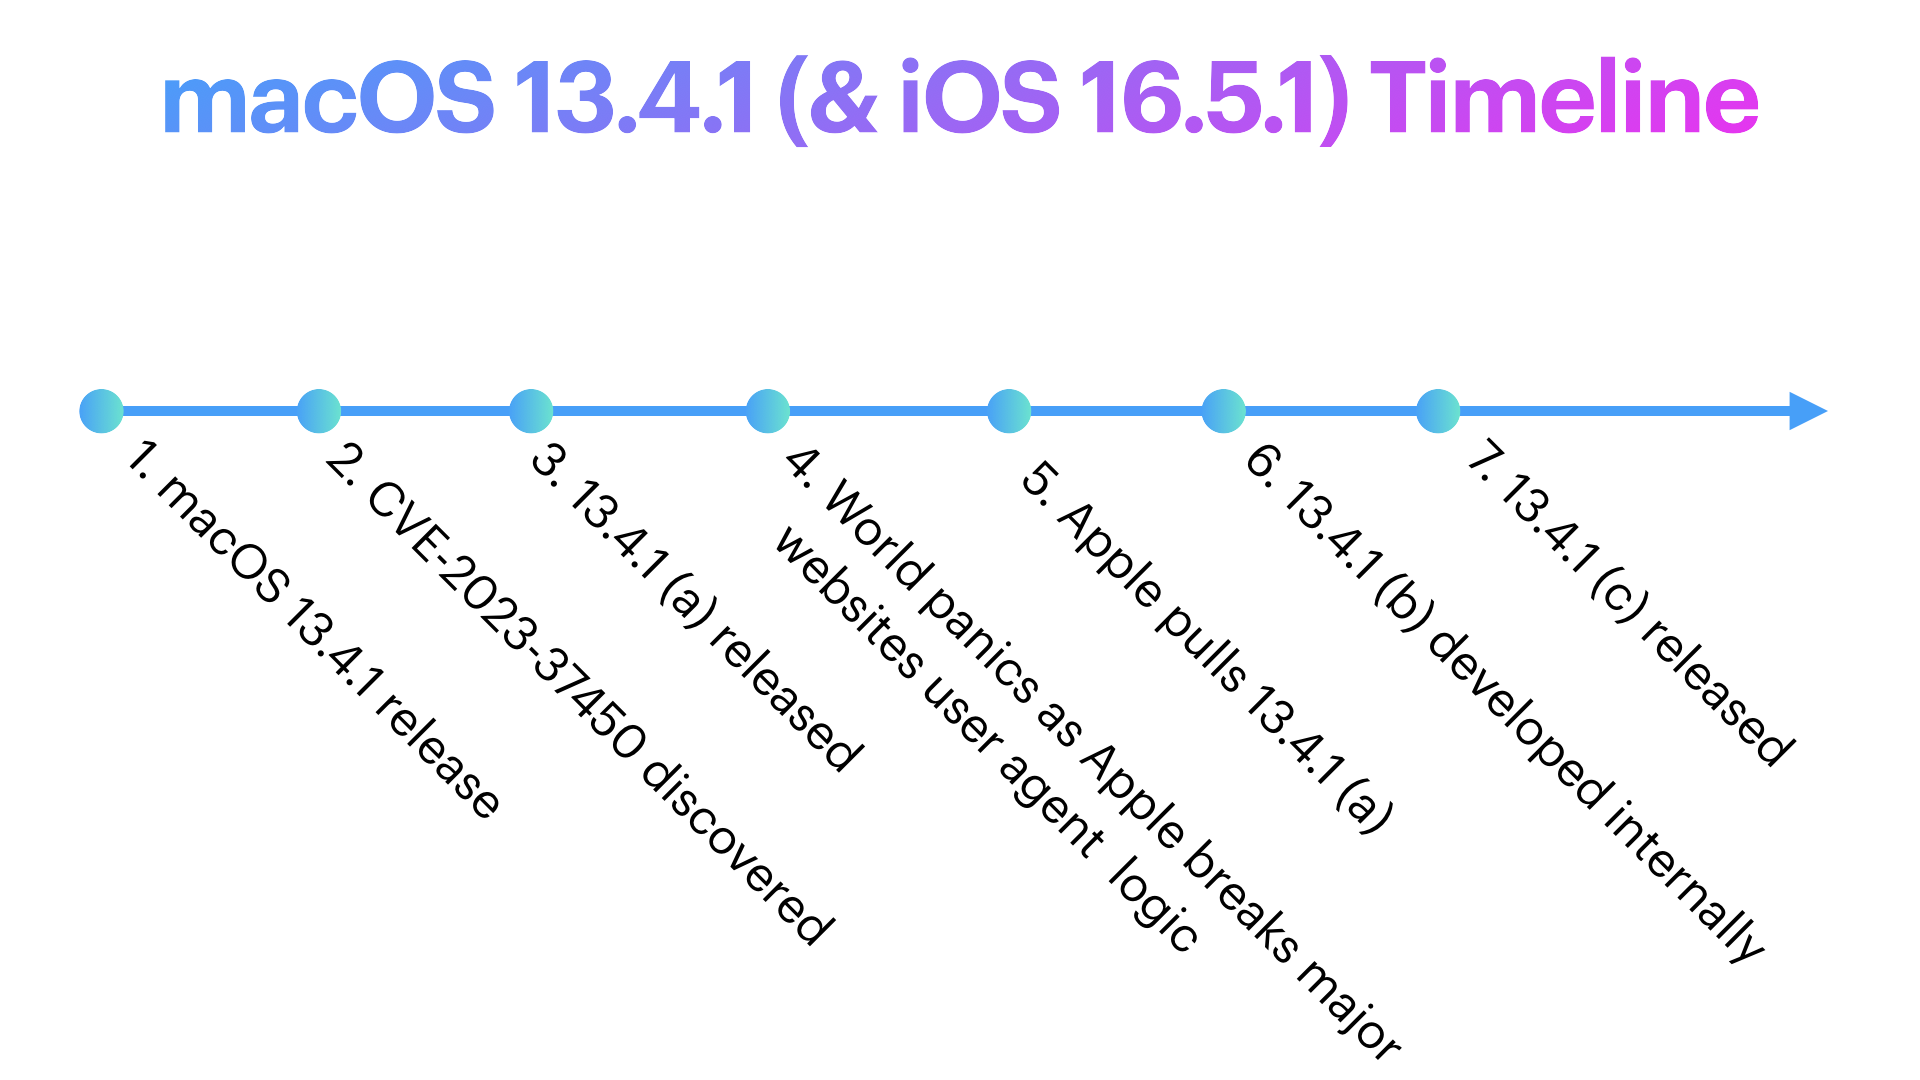 macOS 13.4.1 (& iOS 16.5.1) Timeline
1. macOS 13.4.1 release
2. CVE-2023-37450 discovered
3. 13.4.1 (a) released
4. World panics as Apple breaks major
websites user agent  logic
5. Apple pulls 13.4.1 (a)
6. 13.4.1 (b) developed internally
7. 13.4.1 (c) released